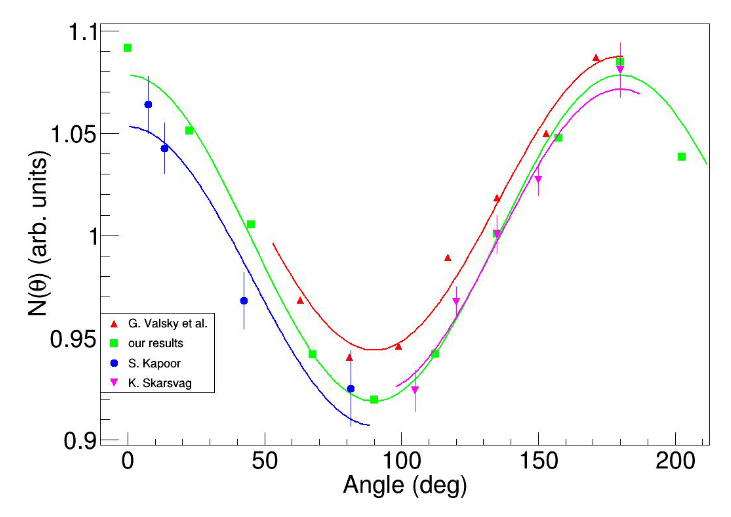 1.1
1.05
1
0.95
0.9
N(θ) (arb. units)
G. Valsky et al.
our results
S. Kapoor
K. Skarsvag
0 50 100 150 200
Angle (deg)